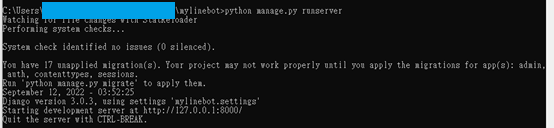 C:\Users\ \mylinebot>python manage.py runserver
Watching for file changes with StatReloader
Performing system checks...
System check identified no issues (0 silenced).
You have 17 unapplied migration(s). Your project may not work properly until you apply the migrations for app(s): admin,
auth, contenttypes, sessions.
Run 'python manage.py migrate' to apply them.
September 12, 2022 - 03:52:25
Django version 3.0.3, using settings 'mylinebot.settings'
Starting development server at http://127.0.0.1:8000/
Quit the server with CTRL-BREAK.